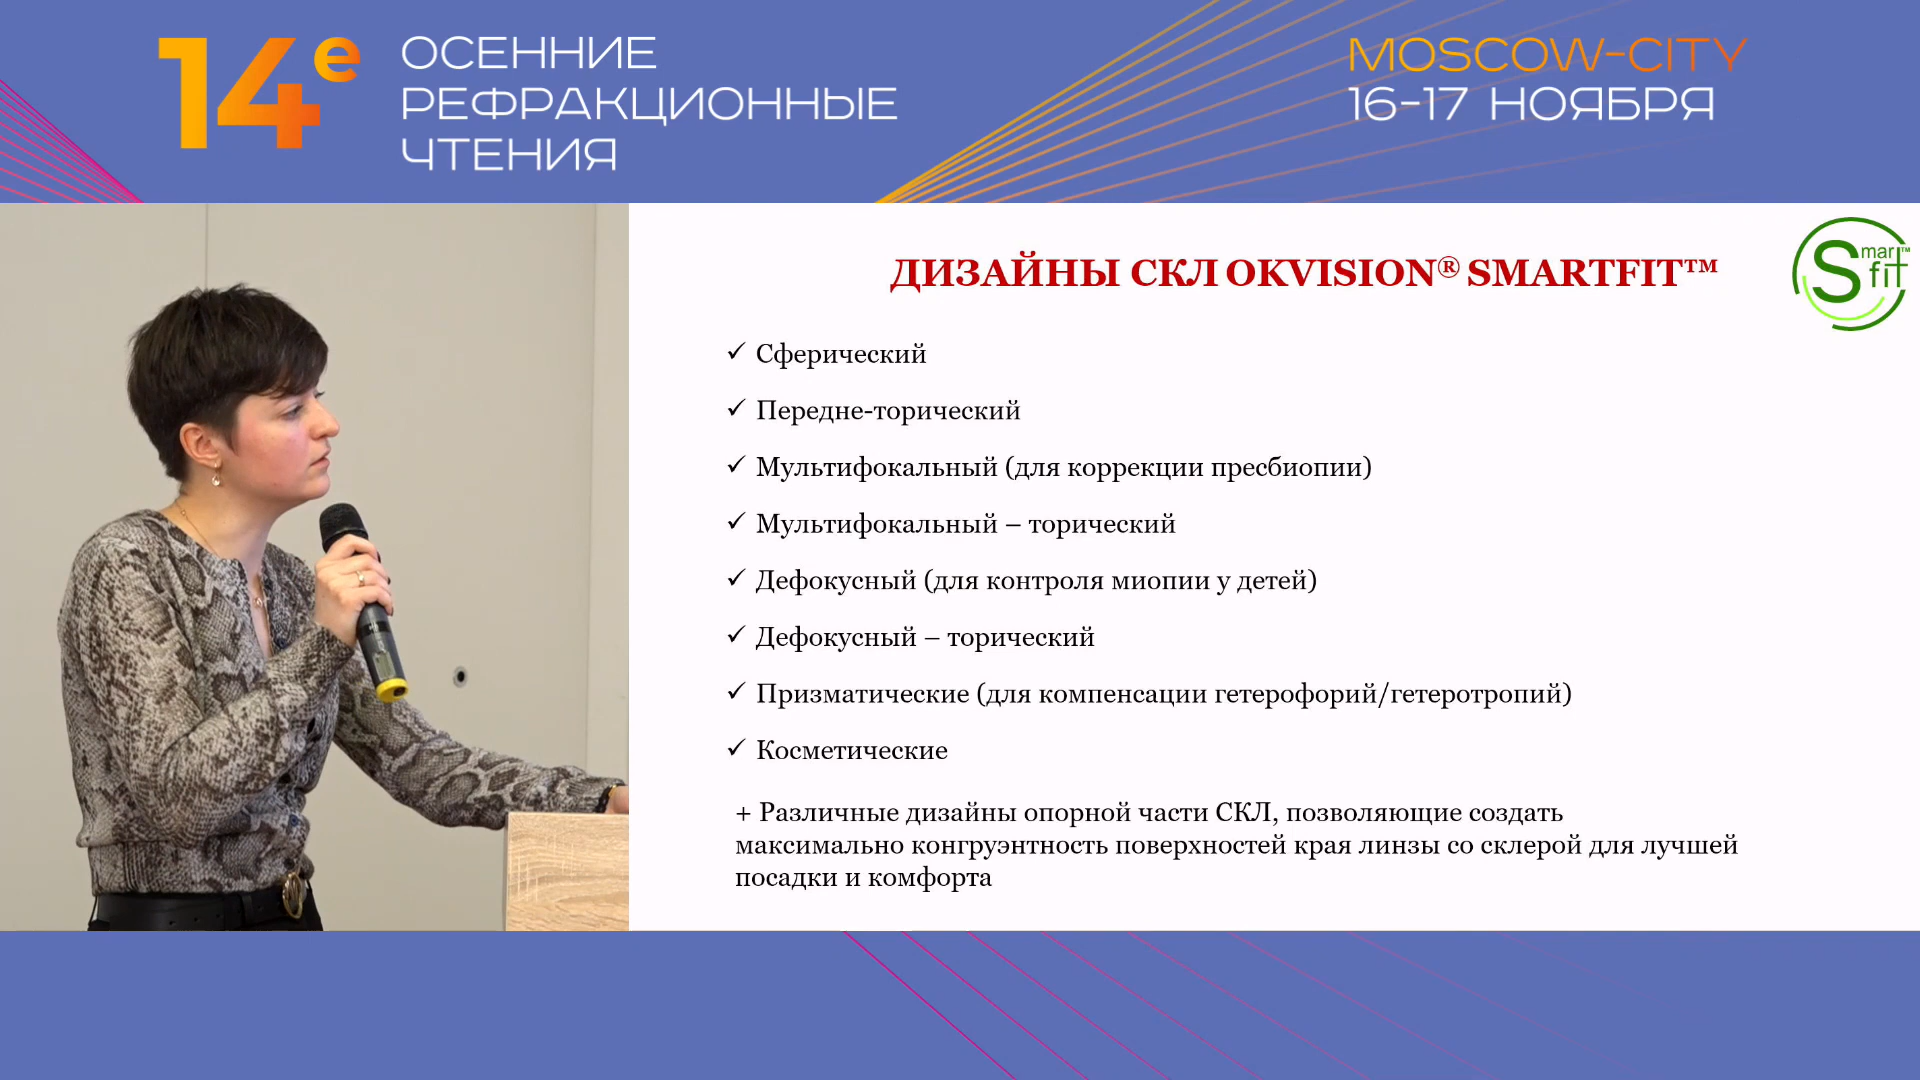 14е
ОСЕННИЕ
РЕФРАКЦИОННЫЕ
ЧТЕНИЯ
MOSCOW-CITY
16-17 НОЯБРЯ
ДИЗАЙНЫ СКЛ OKVISION® SMARTFIT™
Smart™
fit
✓ Сферический
✓ Передне-торический
✓ Мультифокальный (для коррекции пресбиопии)
✓ Мультифокальный – торический
✓ Дефокусный (для контроля миопии у детей)
✓ Дефокусный – торический
✓ Призматические (для компенсации гетерофорий/гетеротропий)
✓ Косметические
+ Различные дизайны опорной части СКЛ, позволяющие создать
максимально конгруэнтность поверхностей края линзы со склерой для лучшей
посадки и комфорта